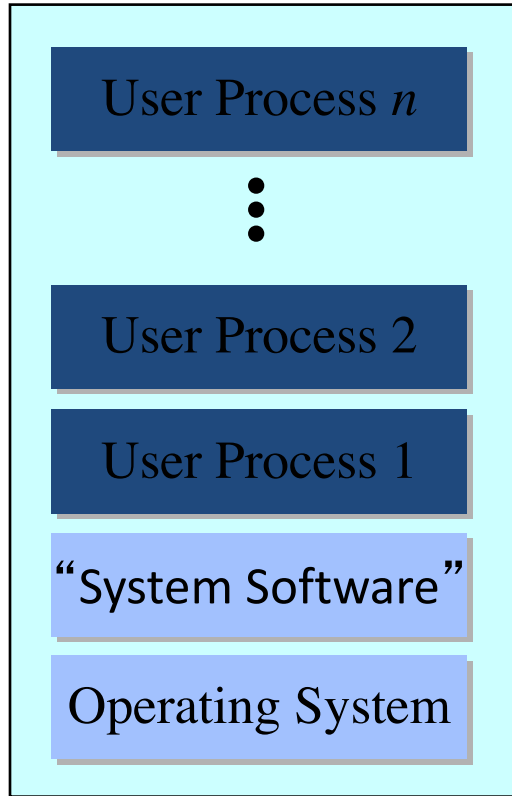 User Process n
User Process 2
User Process 1
“System Software”
Operating System